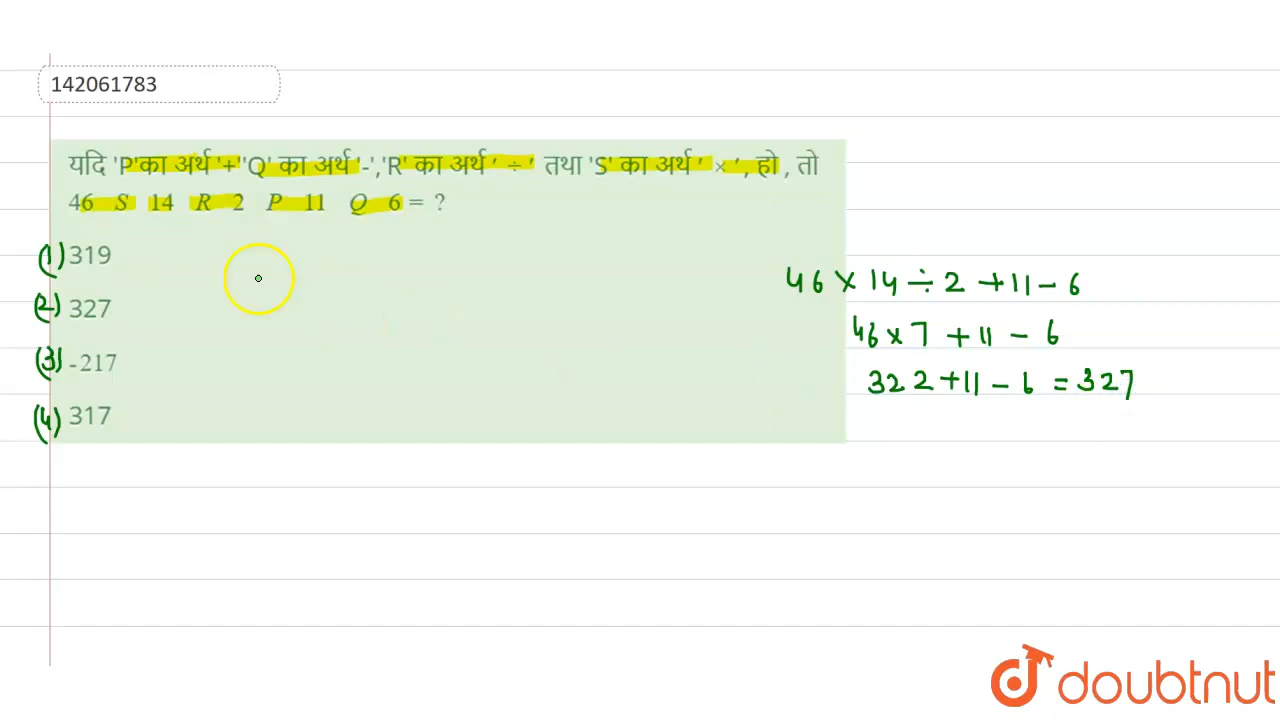 142061783
यदि 'P'का अर्थ '+''Q' का अर्थ '-','R' का अर्थ ' ÷ ' तथा 'S' का अर्थ ' × ', हो , तो
46 S 14 R 2 P 11 Q 6 = ?
(1) 319
(2) 327
(3) -217
(4) 317
46 × 14 ÷ 2 + 11 - 6
46 × 7 + 11 - 6
322 + 11 - 6 = 327
doubtnut